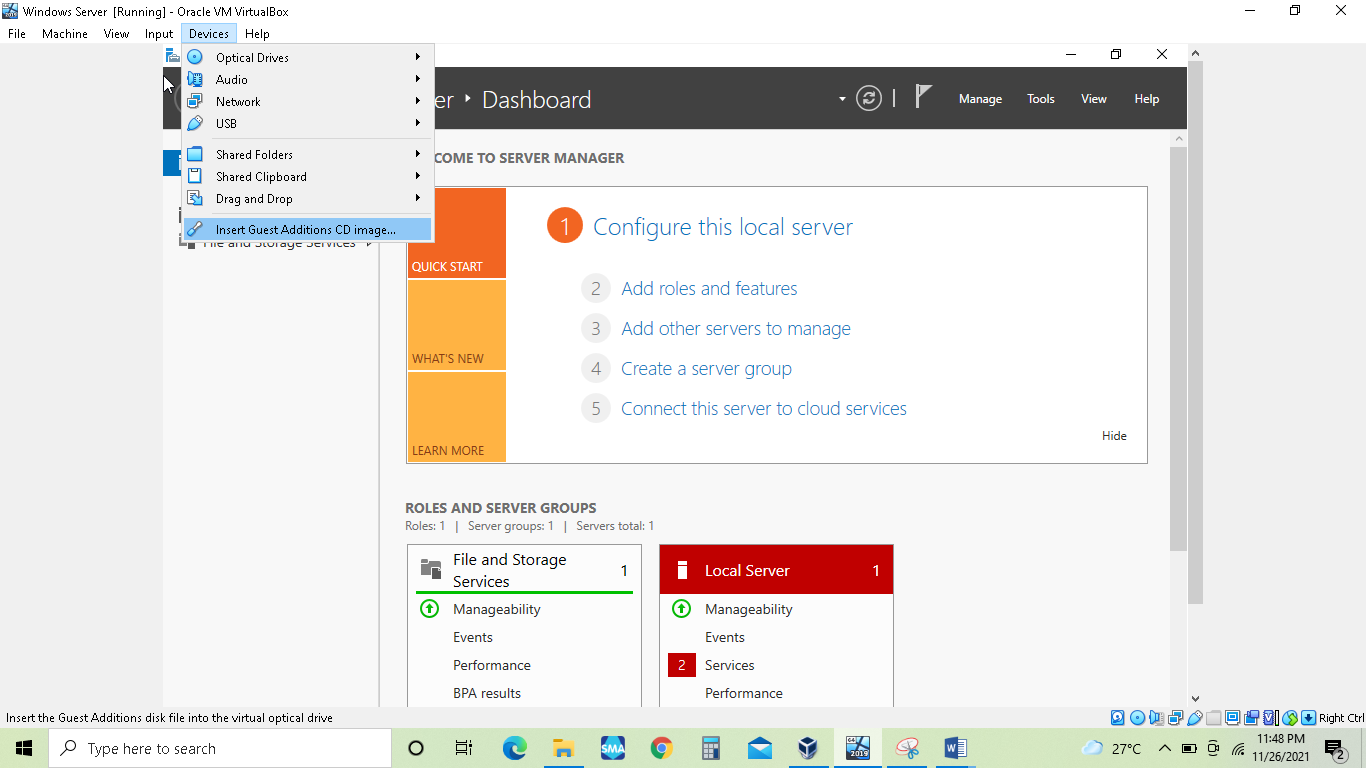 Windows Server [Running] - Oracle VM VirtualBox
File Machine View Input Devices Help
Optical Drives
Audio
Network
USB
Shared Folders
Shared Clipboard
Drag and Drop
Insert Guest Additions CD image...
File and Storage Services
er Dashboard
Manage Tools View Help
COME TO SERVER MANAGER
QUICK START
WHAT'S NEW
LEARN MORE
1 Configure this local server
2 Add roles and features
3 Add other servers to manage
4 Create a server group
5 Connect this server to cloud services
Hide
ROLES AND SERVER GROUPS
Roles: 1 | Server groups: 1 | Servers total: 1
File and Storage
Services 1
Manageability
Events
Performance
BPA results
Local Server 1
Manageability
Events
2 Services
Performance
Insert the Guest Additions disk file into the virtual optical drive
Right Ctrl
Type here to search
SMA
64
2019
27°C
11:48 PM
11/26/2021
2